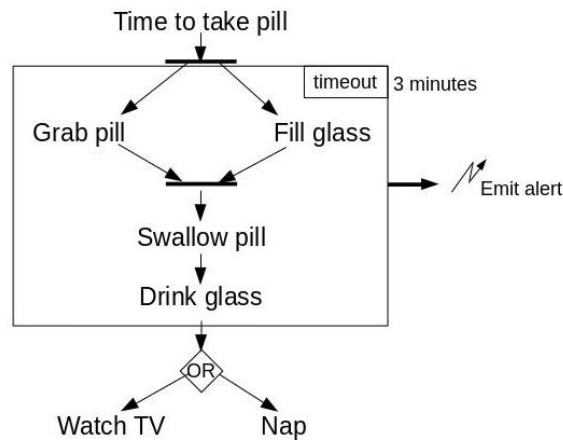 Time to take pill
timeout 3 minutes
Grab pill Fill glass
Emit alert
Swallow pill
Drink glass
OR
Watch TV Nap